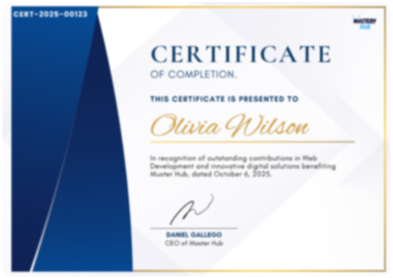 CERT-2025-00123
HUB
CERTIFICATE
OF COMPLETION.
THIS CERTIFICATE IS PRESENTED TO
Olivia Wilson
In recognition of outstanding contributions in Web
Development and innovative digital solutions benefiting
Master Hub, dated October 6, 2025.
DANIEL GALLEGO
CEO of Master Hub